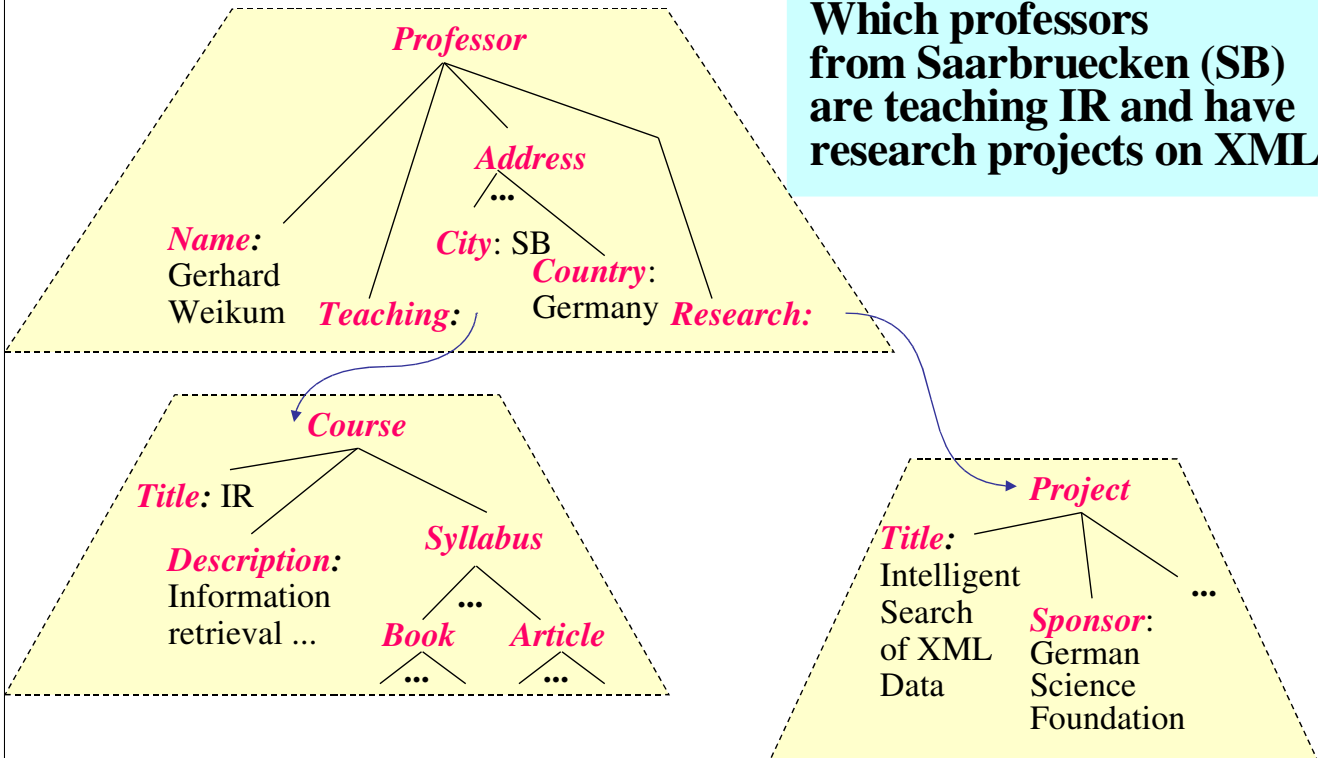 Which professors
from Saarbruecken (SB)
are teaching IR and have
research projects on XML
Professor
Address
...
Name:
Gerhard
Weikum
City: SB
Country:
Germany
Teaching:
Research:
Course
Title: IR
Description:
Information
retrieval ...
Syllabus
...
Book
...
Article
...
Project
Title:
Intelligent
Search
of XML
Data
Sponsor:
German
Science
Foundation
...